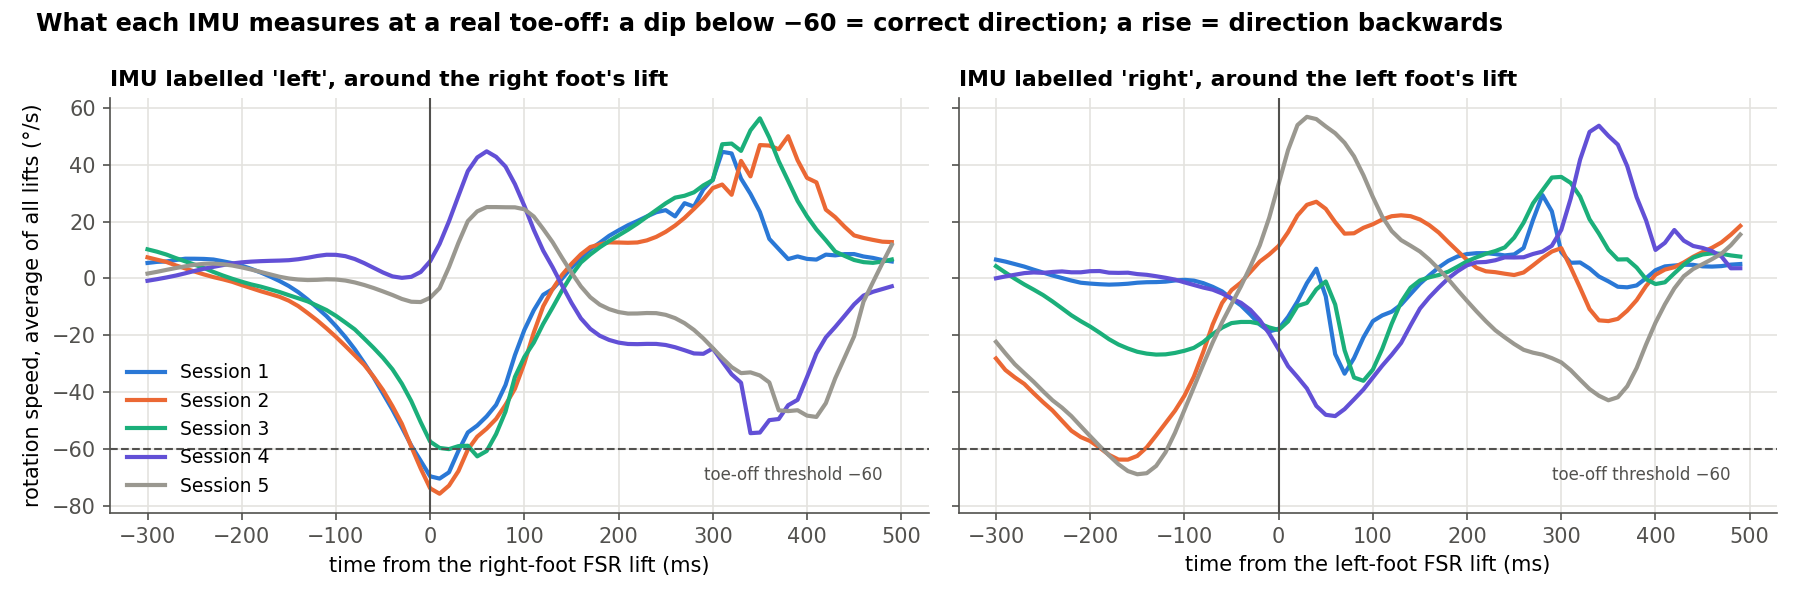 What each IMU measures at a real toe-off: a dip below −60 = correct direction; a rise = direction backwards
IMU labelled 'left', around the right foot's lift
rotation speed, average of all lifts (°/s)
60
40
20
0
−20
−40
−60
−80
Session 1
Session 2
Session 3
Session 4
Session 5
toe-off threshold −60
−300 −200 −100 0 100 200 300 400 500
time from the right-foot FSR lift (ms)
IMU labelled 'right', around the left foot's lift
toe-off threshold −60
−300 −200 −100 0 100 200 300 400 500
time from the left-foot FSR lift (ms)